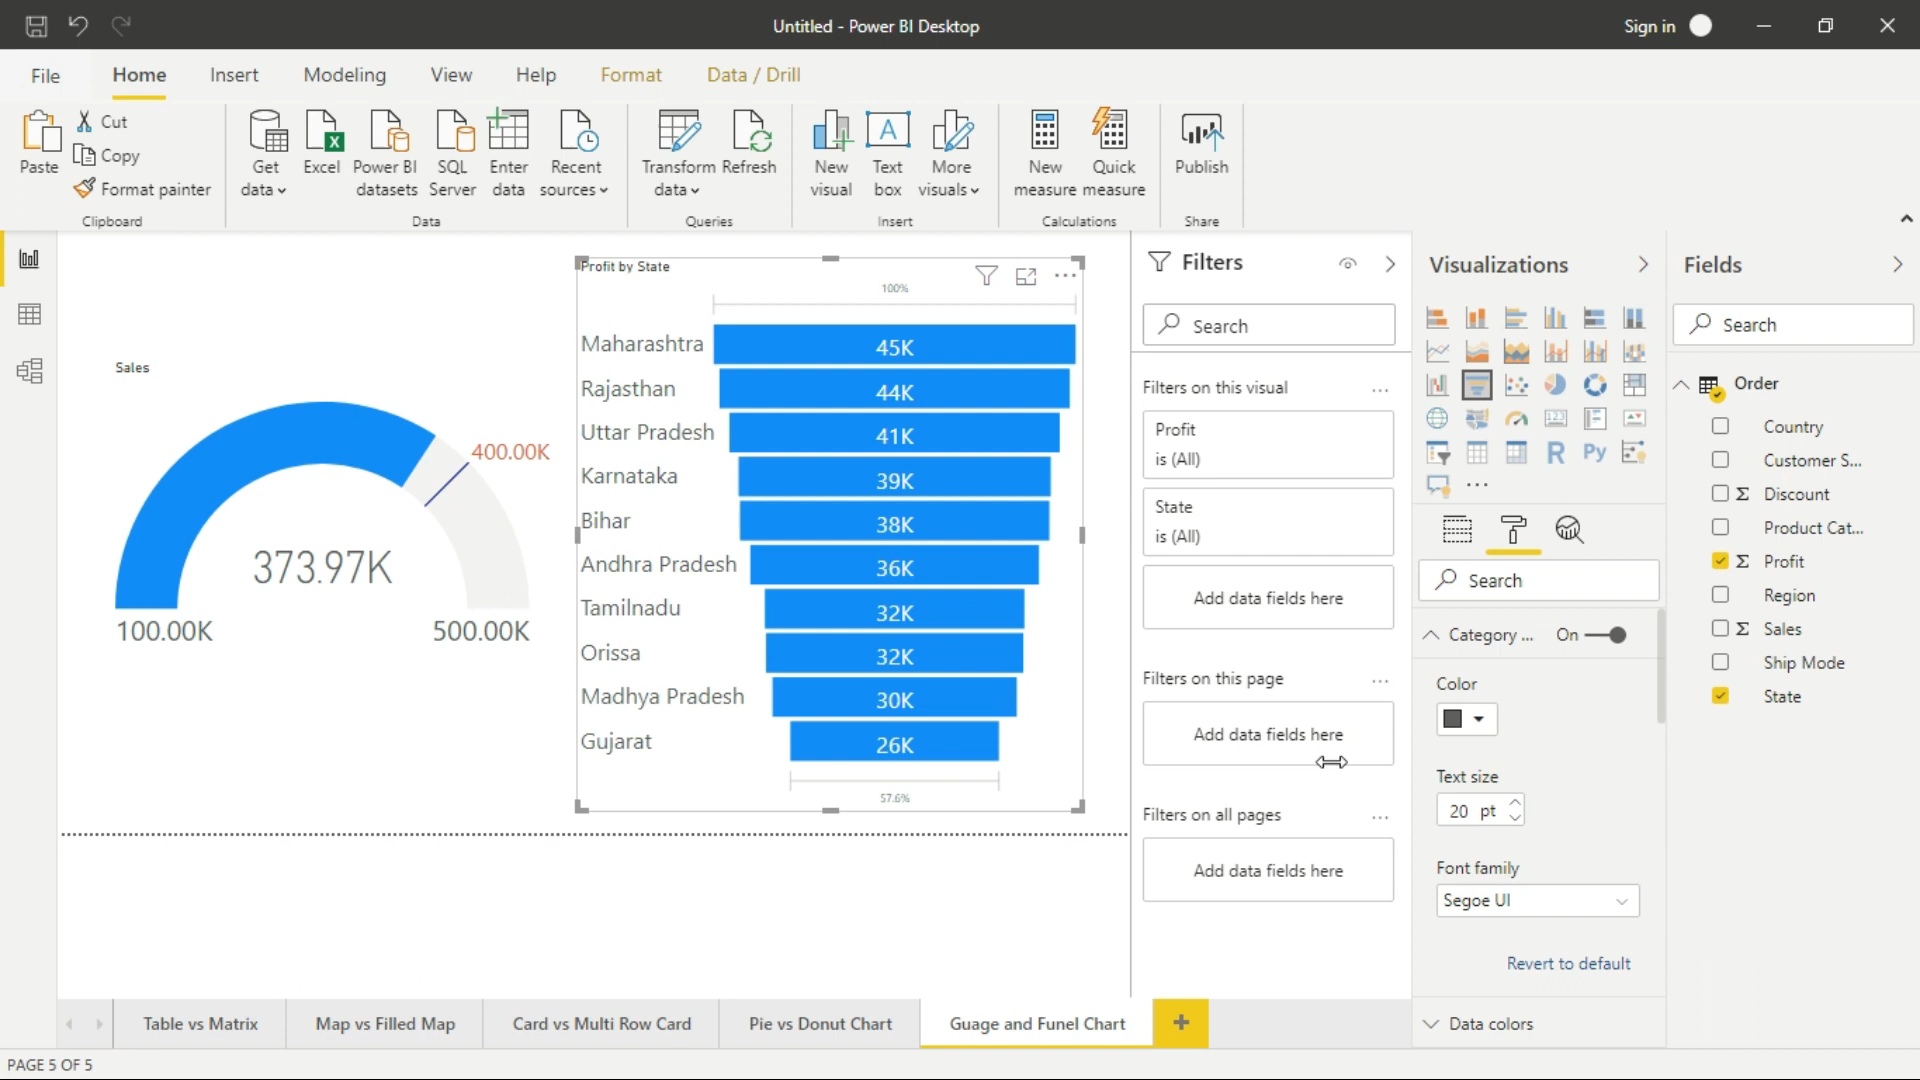 Untitled - Power BI Desktop
Sign in
File
Home
Insert
Modeling
View
Help
Format
Data / Drill
Paste
Cut
Copy
Format painter
Clipboard
Get data
Excel
Power BI datasets
SQL Server
Enter data
Recent sources
Data
Transform data
Refresh
Queries
New visual
Text box
More visuals
Insert
New measure
Quick measure
Calculations
Publish
Share
Sales
400.00K
373.97K
100.00K
500.00K
Profit by State
100%
Maharashtra 45K
Rajasthan 44K
Uttar Pradesh 41K
Karnataka 39K
Bihar 38K
Andhra Pradesh 36K
Tamilnadu 32K
Orissa 32K
Madhya Pradesh 30K
Gujarat 26K
57.6%
Filters
Search
Filters on this visual
Profit
is (All)
State
is (All)
Add data fields here
Filters on this page
Add data fields here
Filters on all pages
Add data fields here
Visualizations
123
R
Py
Search
Category ... On
Color
Text size
20 pt
Font family
Segoe UI
Revert to default
Data colors
Fields
Search
Order
Country
Customer S...
Σ Discount
Product Cat...
Σ Profit
Region
Σ Sales
Ship Mode
State
Table vs Matrix
Map vs Filled Map
Card vs Multi Row Card
Pie vs Donut Chart
Guage and Funel Chart
+
PAGE 5 OF 5